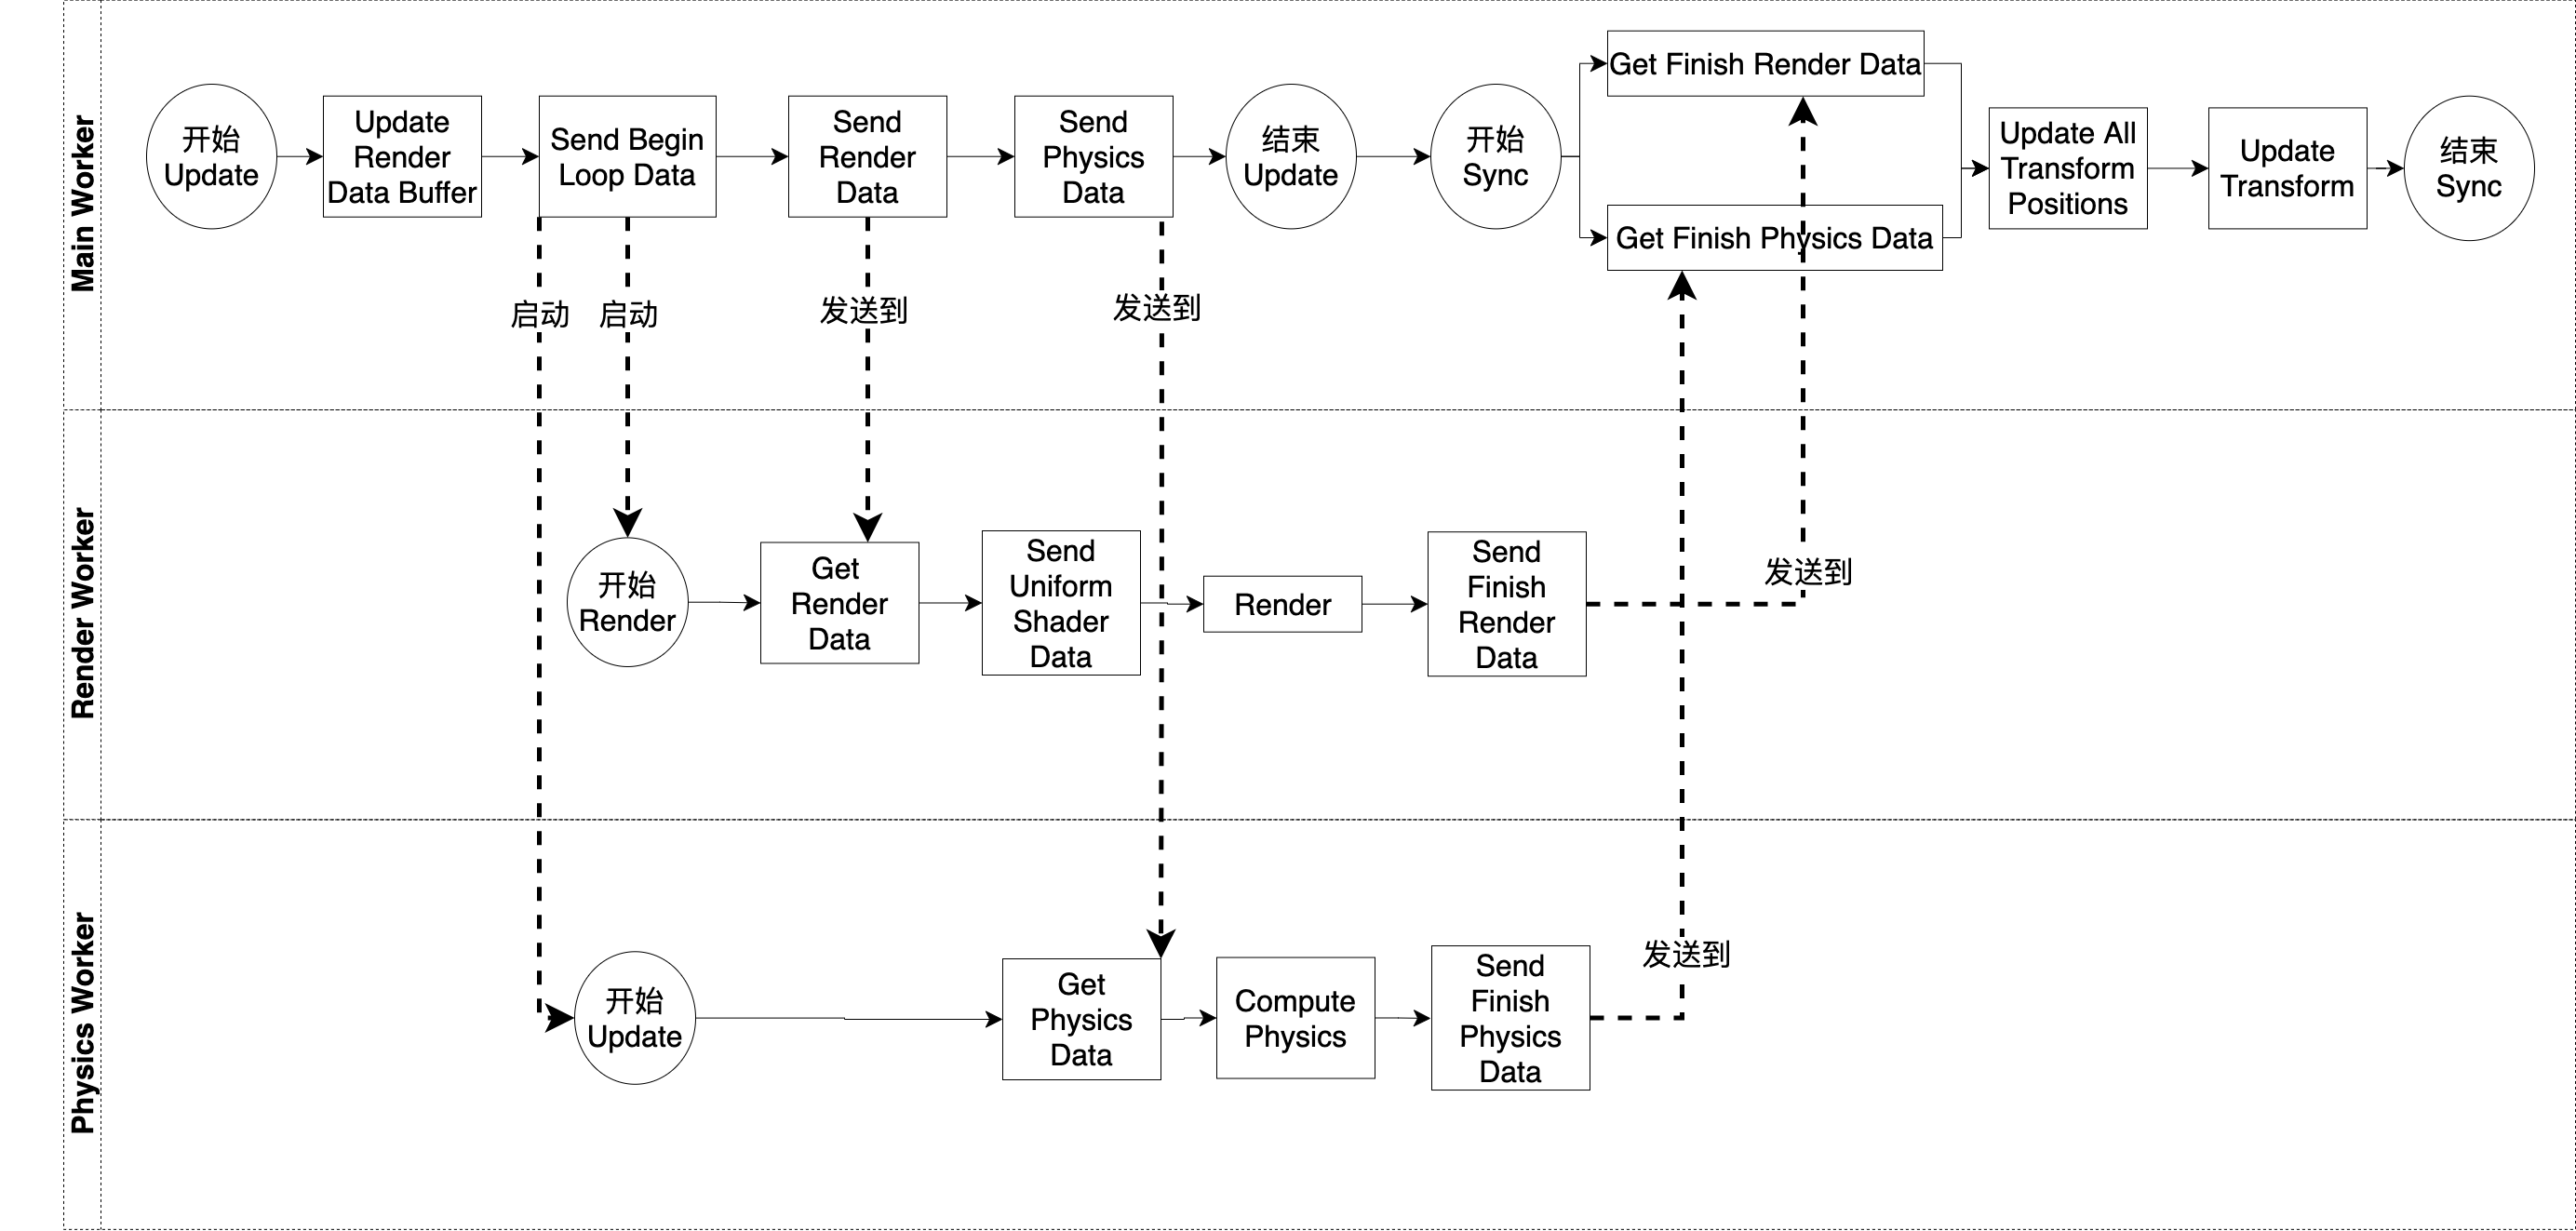 Main Worker
开始
Update
Update
Render
Data Buffer
Send Begin
Loop Data
Send
Render
Data
Send
Physics
Data
结束
Update
开始
Sync
Get Finish Render Data
Get Finish Physics Data
Update All
Transform
Positions
Update
Transform
结束
Sync
启动
启动
发送到
发送到
Render Worker
开始
Render
Get
Render
Data
Send
Uniform
Shader
Data
Render
Send
Finish
Render
Data
发送到
Physics Worker
开始
Update
Get
Physics
Data
Compute
Physics
Send
Finish
Physics
Data
发送到